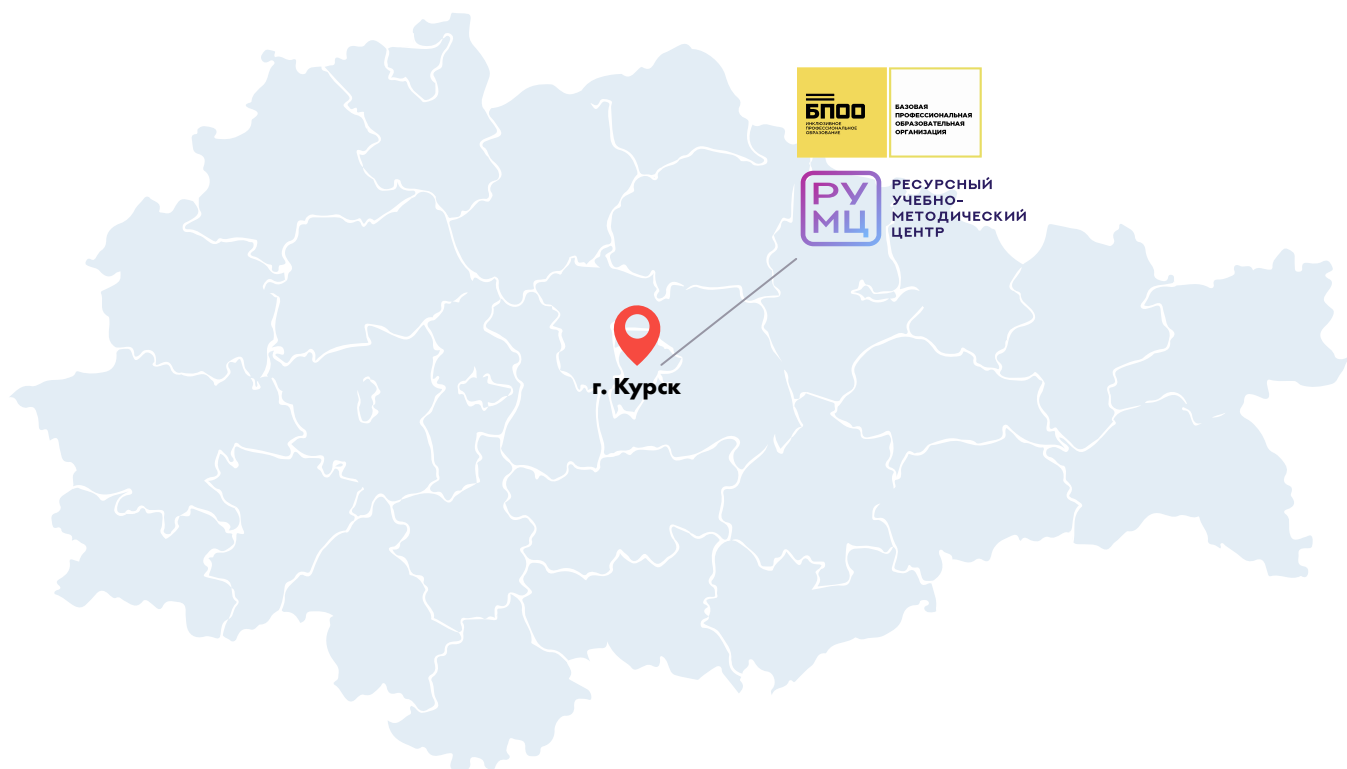 БПОО
ИНКЛЮЗИВНОЕ
ПРОФЕССИОНАЛЬНОЕ
ОБРАЗОВАНИЕ
БАЗОВАЯ
ПРОФЕССИОНАЛЬНАЯ
ОБРАЗОВАТЕЛЬНАЯ
ОРГАНИЗАЦИЯ
РУ
МЦ
РЕСУРСНЫЙ
УЧЕБНО-
МЕТОДИЧЕСКИЙ
ЦЕНТР
г. Курск